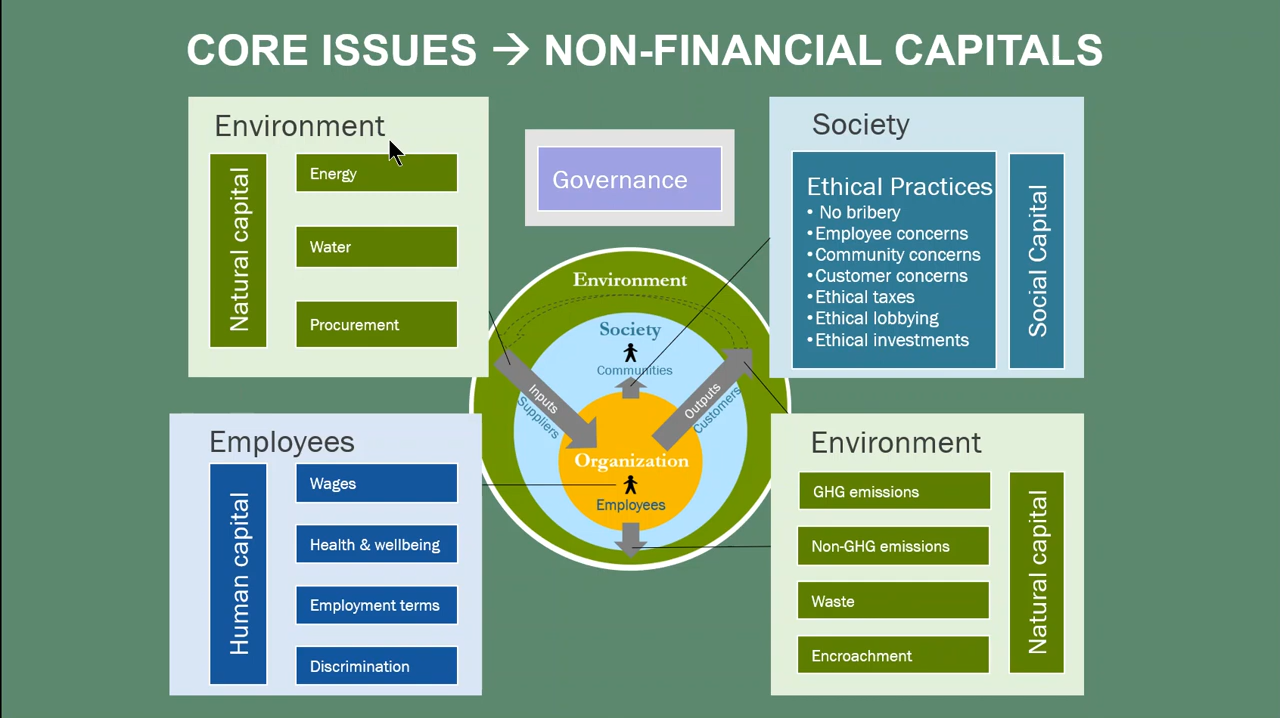 CORE ISSUES → NON-FINANCIAL CAPITALS
Environment
Natural capital
Energy
Water
Procurement
Governance
Society
Ethical Practices
• No bribery
•Employee concerns
•Community concerns
•Customer concerns
•Ethical taxes
•Ethical lobbying
•Ethical investments
Social Capital
Environment
Society
Communities
Inputs
Suppliers
Outputs
Customers
Organization
Employees
Employees
Human capital
Wages
Health & wellbeing
Employment terms
Discrimination
Environment
GHG emissions
Non-GHG emissions
Waste
Encroachment
Natural capital